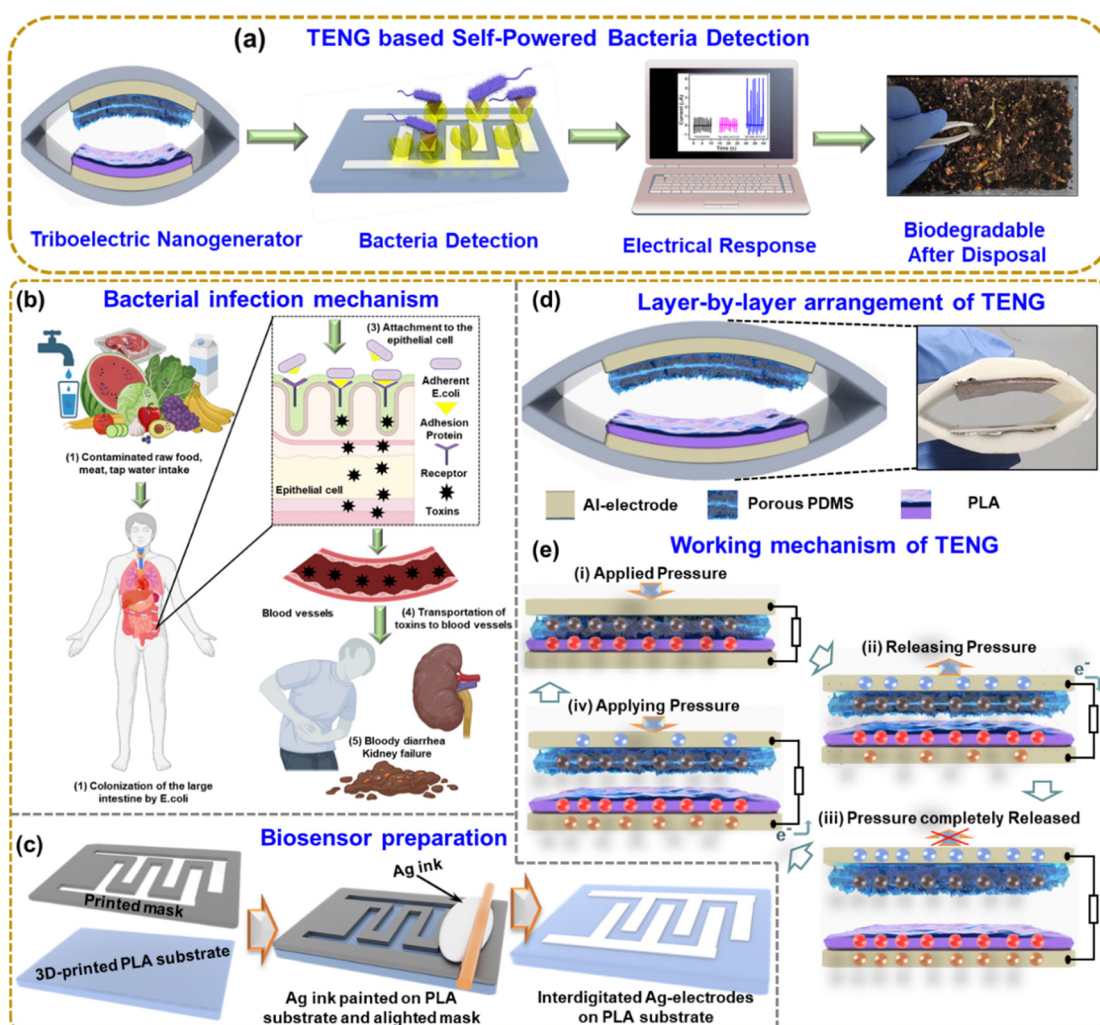 (a) TENG based Self-Powered Bacteria Detection
Triboelectric Nanogenerator
Bacteria Detection
Time (s)
Electrical Response
Biodegradable
After Disposal
(b) Bacterial infection mechanism
(1) Contaminated raw food,
meat, tap water intake
(3) Attachment to the
epithelial cell
Adherent
E.coli
Adhesion
Protein
Receptor
Toxins
Epithelial cell
Blood vessels
(4) Transportation of
toxins to blood vessels
(5) Bloody diarrhea
Kidney failure
(1) Colonization of the large
intestine by E.coli
(c) Biosensor preparation
Printed mask
3D-printed PLA substrate
Ag ink
Ag ink painted on PLA
substrate and alighted mask
Interdigitated Ag-electrodes
on PLA substrate
(d) Layer-by-layer arrangement of TENG
Al-electrode
Porous PDMS
PLA
(e) Working mechanism of TENG
(i) Applied Pressure
(ii) Releasing Pressure
e-
(iii) Pressure completely Released
(iv) Applying Pressure
e-